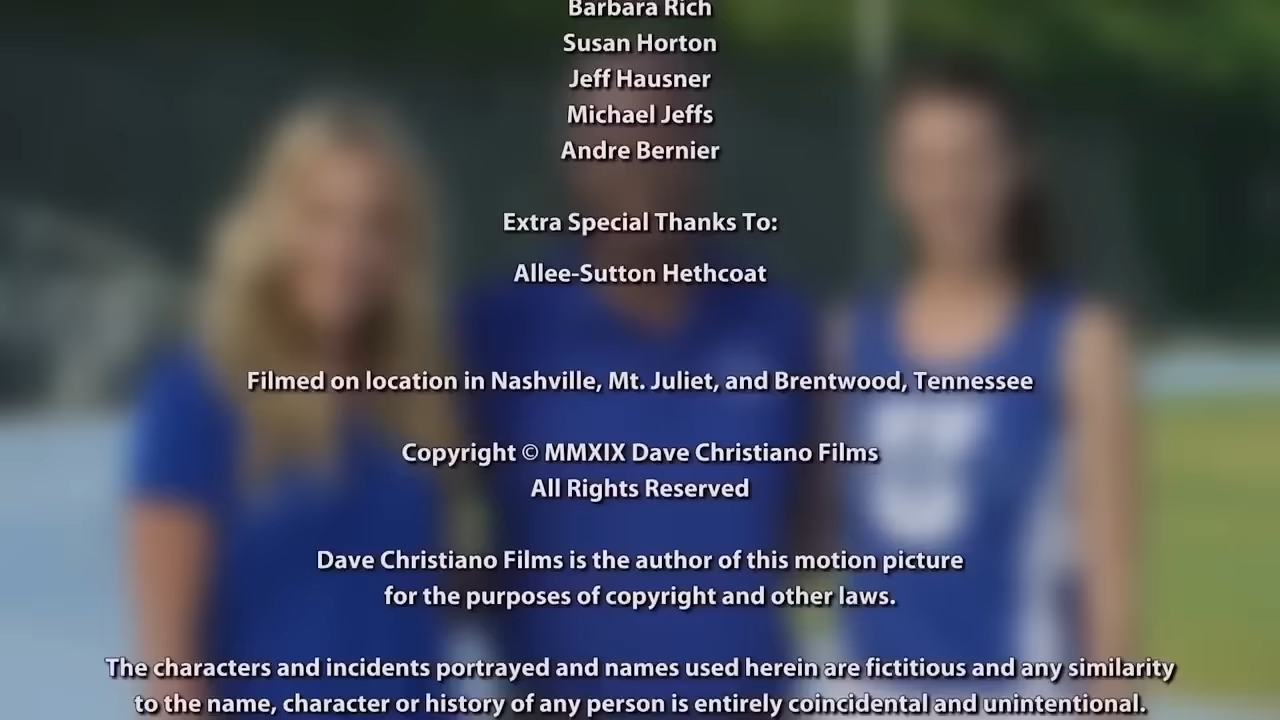 Barbara Rich
Susan Horton
Jeff Hausner
Michael Jeffs
Andre Bernier
Extra Special Thanks To:
Allee-Sutton Hethcoat
Filmed on location in Nashville, Mt. Juliet, and Brentwood, Tennessee
Copyright © MMXIX Dave Christiano Films
All Rights Reserved
Dave Christiano Films is the author of this motion picture
for the purposes of copyright and other laws.
The characters and incidents portrayed and names used herein are fictitious and any similarity
to the name, character or history of any person is entirely coincidental and unintentional.